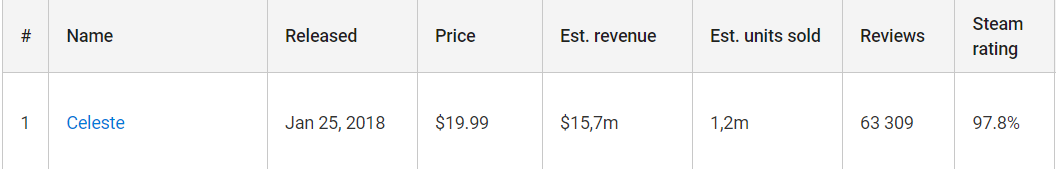 # Name Released Price Est. revenue Est. units sold Reviews Steam rating
1 Celeste Jan 25, 2018 $19.99 $15,7m 1,2m 63 309 97.8%